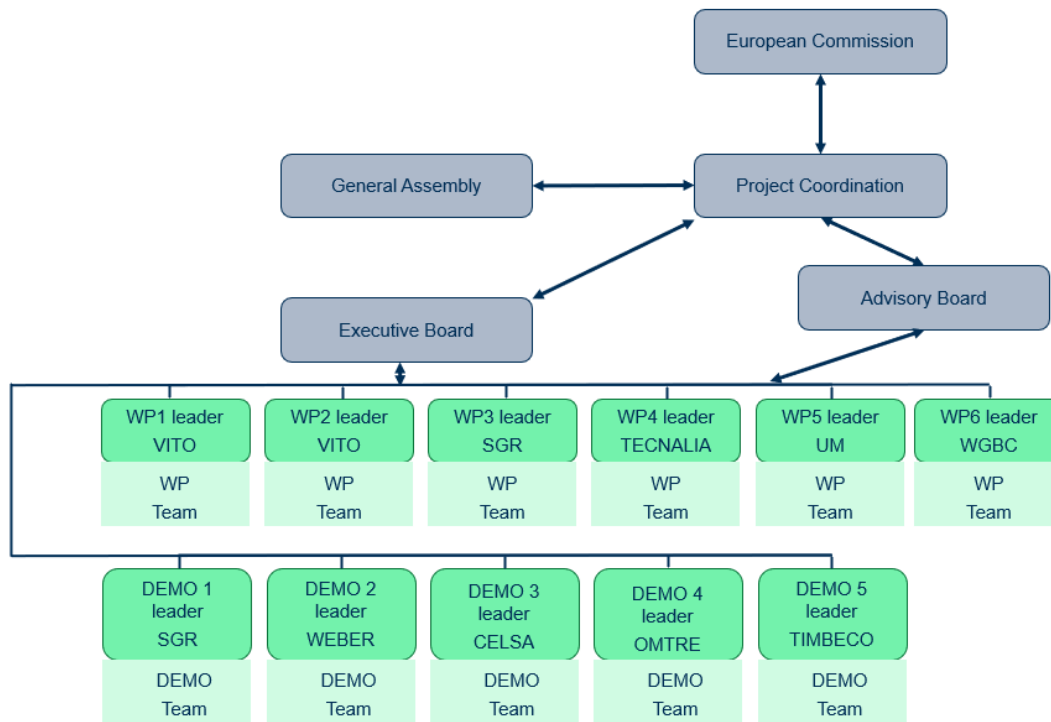 European Commission
General Assembly
Project Coordination
Advisory Board
Executive Board
WP1 leader
VITO
WP
Team
WP2 leader
VITO
WP
Team
WP3 leader
SGR
WP
Team
WP4 leader
TECNALIA
WP
Team
WP5 leader
UM
WP
Team
WP6 leader
WGBC
WP
Team
DEMO 1
leader
SGR
DEMO
Team
DEMO 2
leader
WEBER
DEMO
Team
DEMO 3
leader
CELSA
DEMO
Team
DEMO 4
leader
OMTRE
DEMO
Team
DEMO 5
leader
TIMBECO
DEMO
Team